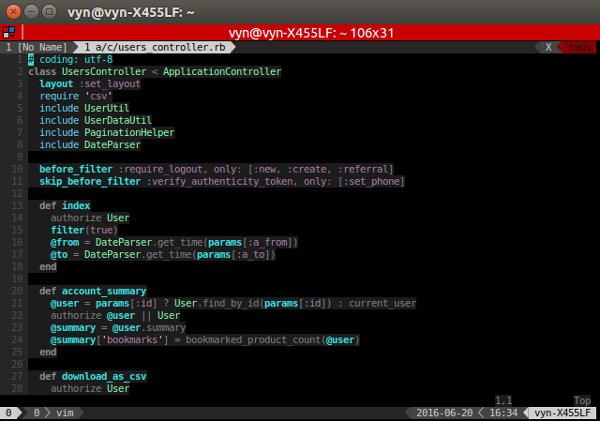 vyn@vyn-X455LF: ~
vyn@vyn-X455LF: ~ 106x31
1 [No Name] 1 a/c/users_controller.rb X tabs
1 # coding: utf-8
2 class UsersController < ApplicationController
3 layout :set_layout
4 require 'csv'
5 include UserUtil
6 include UserDataUtil
7 include PaginationHelper
8 include DateParser
9
10 before_filter :require_logout, only: [:new, :create, :referral]
11 skip_before_filter :verify_authenticity_token, only: [:set_phone]
12
13 def index
14 authorize User
15 filter(true)
16 @from = DateParser.get_time(params[:a_from])
17 @to = DateParser.get_time(params[:a_to])
18 end
19
20 def account_summary
21 @user = params[:id] ? User.find_by_id(params[:id]) : current_user
22 authorize @user || User
23 @summary = @user.summary
24 @summary['bookmarks'] = bookmarked_product_count(@user)
25 end
26
27 def download_as_csv
28 authorize User
1,1 Top
0 0 vim 2016-06-20 16:34 vyn-X455LF